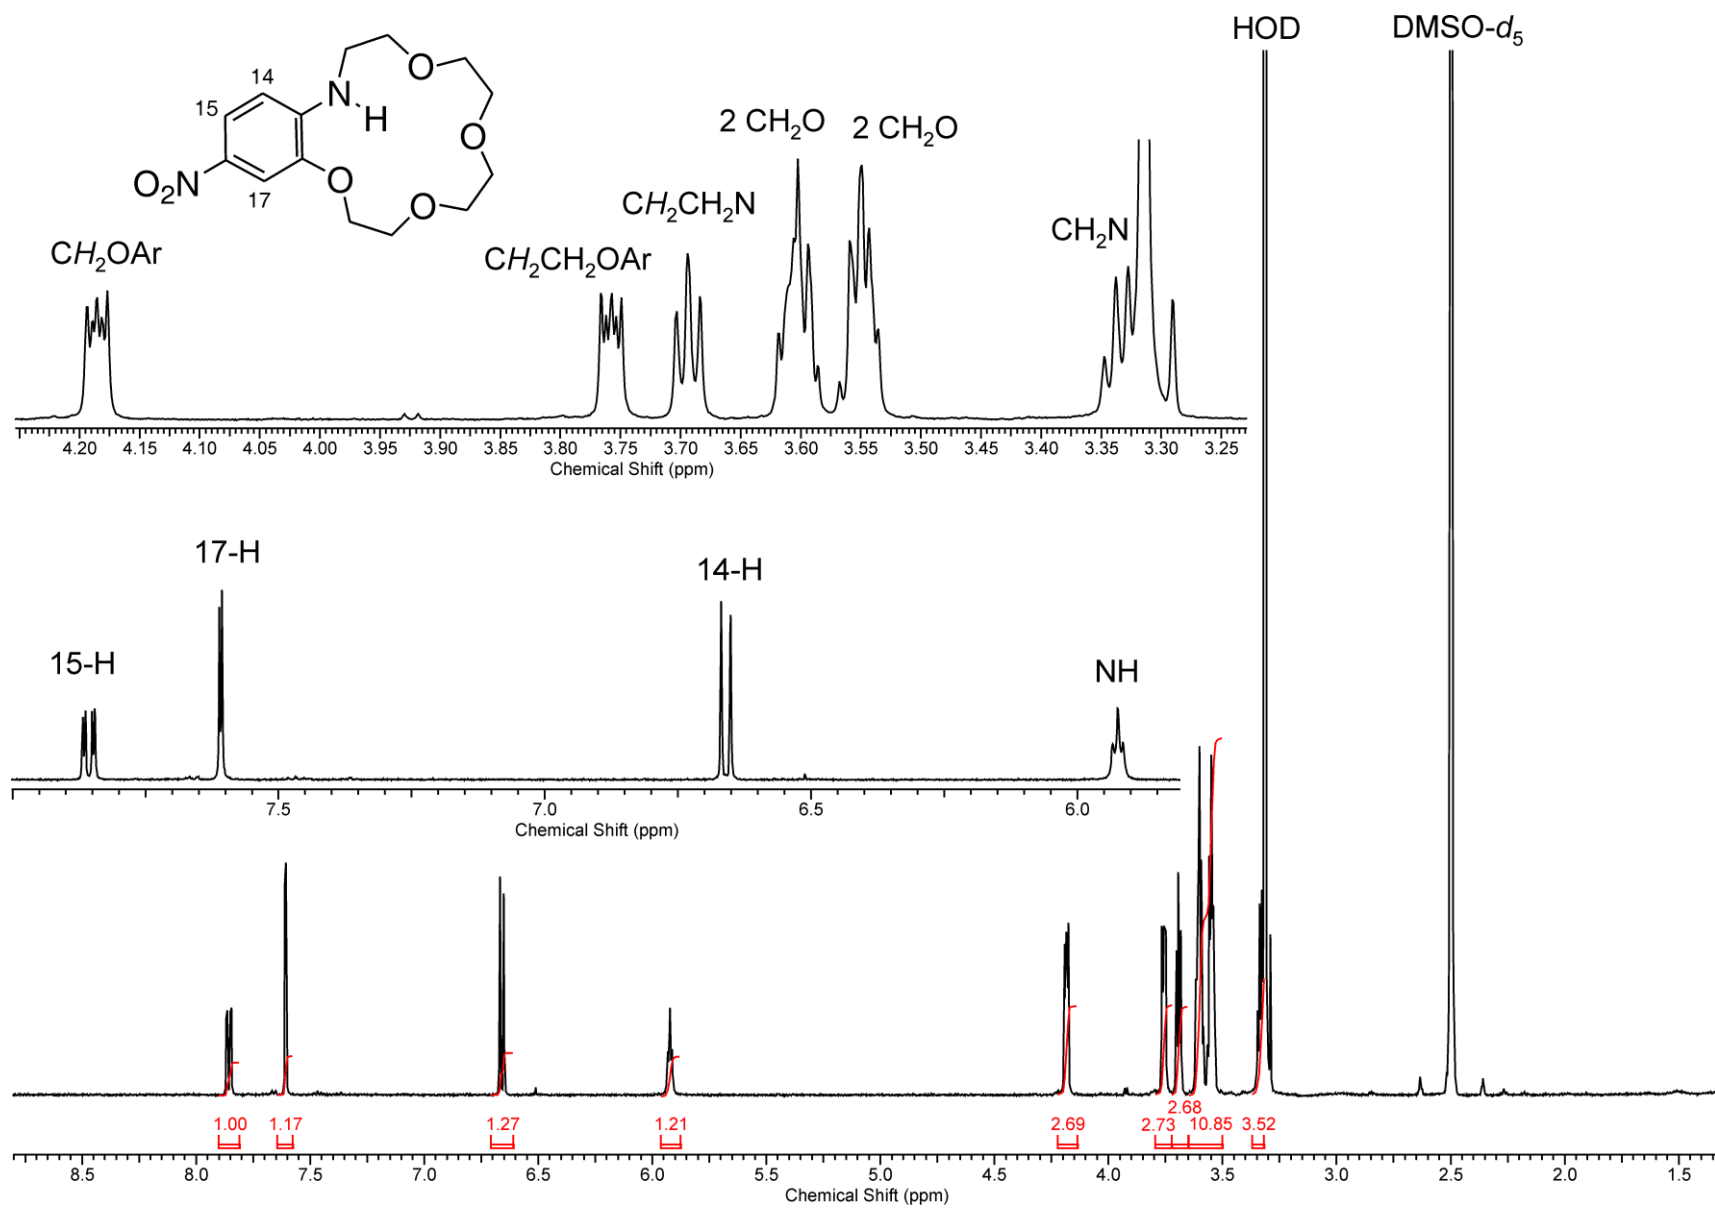 HOD
DMSO-d5
14
15
N
H
O
O
O
O
O2N
17
2 CH2O
2 CH2O
CH2CH2N
CH2N
CH2OAr
CH2CH2OAr
4.20 4.15 4.10 4.05 4.00 3.95 3.90 3.85 3.80 3.75 3.70 3.65 3.60 3.55 3.50 3.45 3.40 3.35 3.30 3.25
Chemical Shift (ppm)
17-H
14-H
15-H
NH
7.5 7.0 6.5 6.0
Chemical Shift (ppm)
1.00 1.17 1.27 1.21 2.69 2.73 2.68 10.85 3.52
8.5 8.0 7.5 7.0 6.5 6.0 5.5 5.0 4.5 4.0 3.5 3.0 2.5 2.0 1.5
Chemical Shift (ppm)